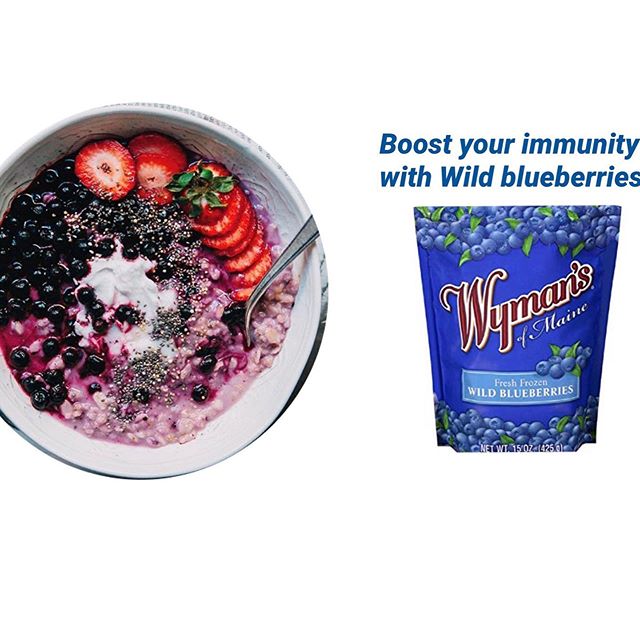 Boost your immunity
with Wild blueberries
Wyman's
of Maine
Fresh Frozen
WILD BLUEBERRIES
NET WT. 15 OZ. (425 g)